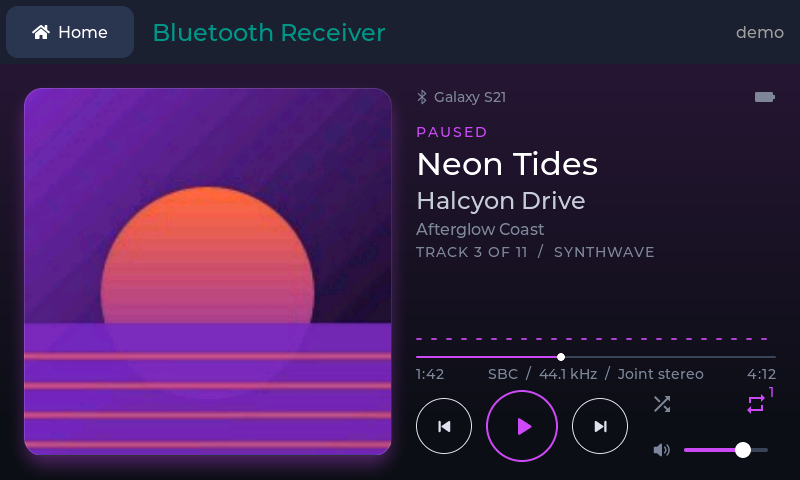 Home
Bluetooth Receiver
demo
Galaxy S21
PAUSED
Neon Tides
Halcyon Drive
Afterglow Coast
TRACK 3 OF 11 / SYNTHWAVE
1:42
SBC / 44.1 kHz / Joint stereo
4:12
1